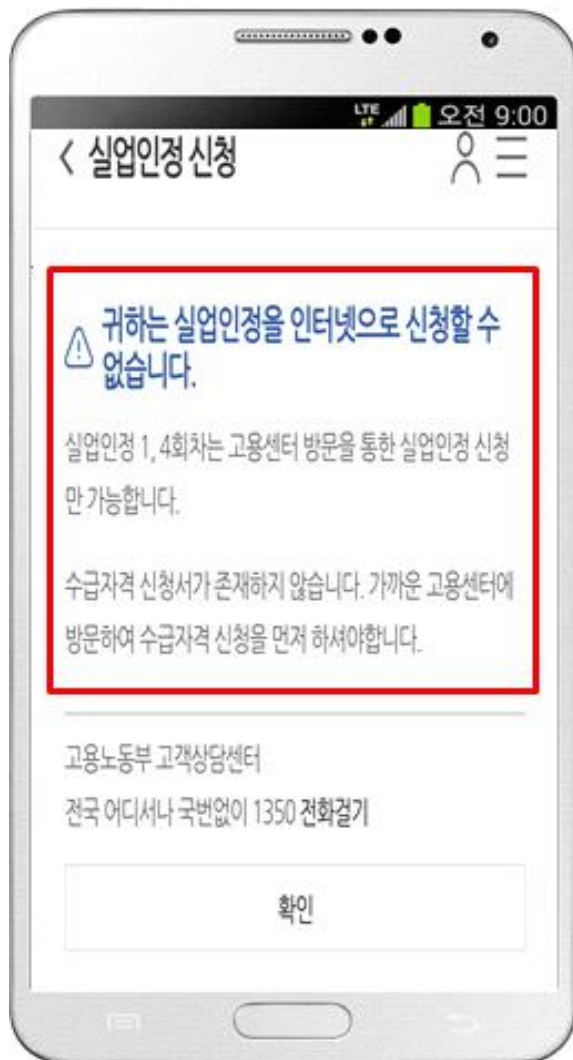 LTE 오전 9:00
< 실업인정 신청
귀하는 실업인정을 인터넷으로 신청할 수
없습니다.
실업인정 1, 4회차는 고용센터 방문을 통한 실업인정 신청
만 가능합니다.
수급자격 신청서가 존재하지 않습니다. 가까운 고용센터에
방문하여 수급자격 신청을 먼저 하셔야합니다.
고용노동부 고객상담센터
전국 어디서나 국번없이 1350 전화걸기
확인